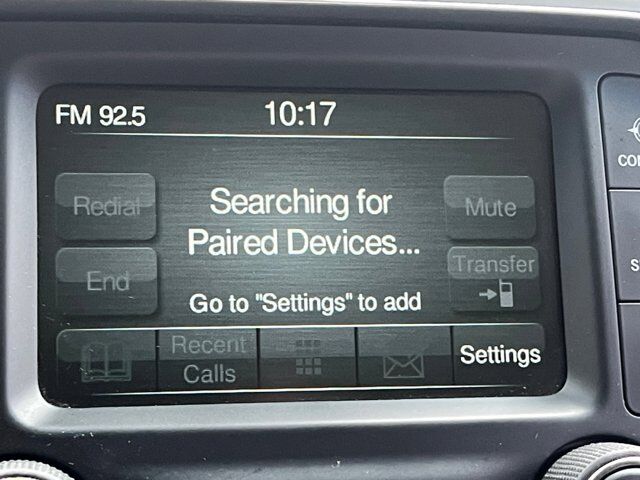 FM 92.5
10:17
Redial
Searching for
Paired Devices...
Mute
End
Transfer
Go to "Settings" to add
Recent
Calls
Settings